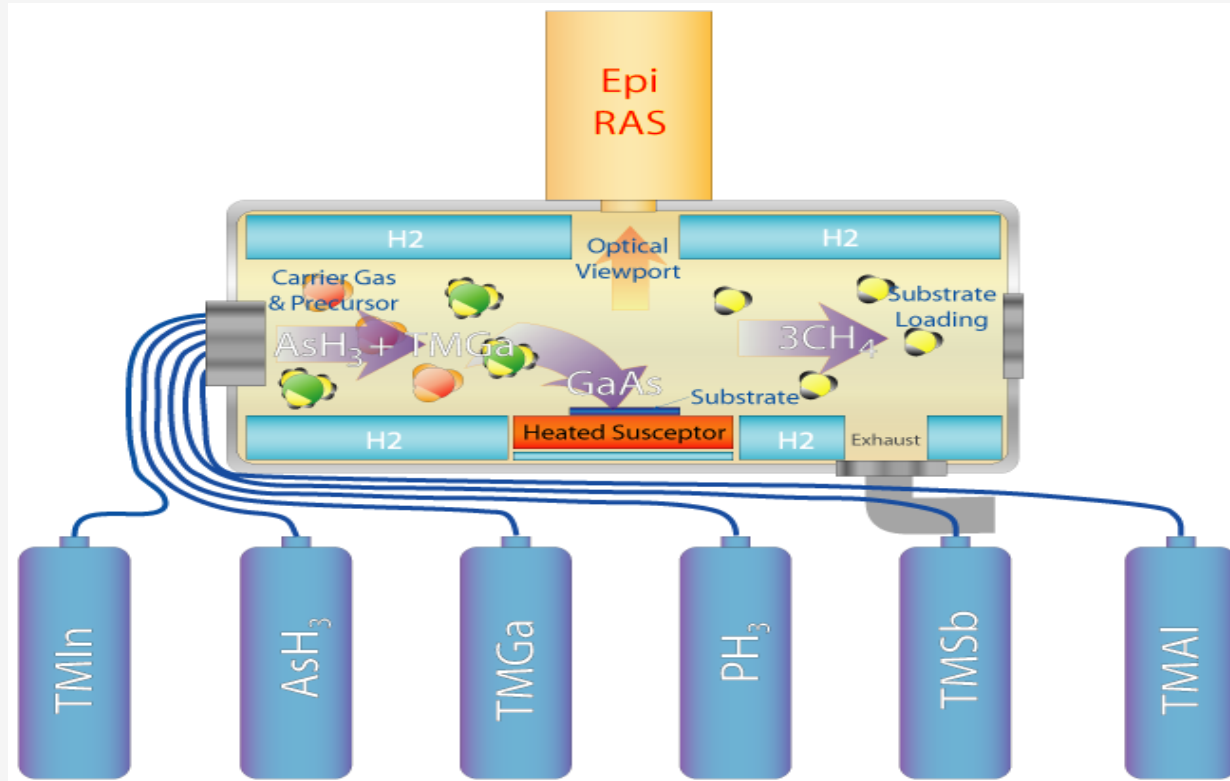 Epi
RAS
H2
H2
Optical
Viewport
Carrier Gas
& Precursor
Substrate
Loading
AsH₃ + TMGa
3CH₄
GaAs
Substrate
Heated Susceptor
H2
H2
Exhaust
TMIn
AsH₃
TMGa
PH₃
TMSb
TMAl